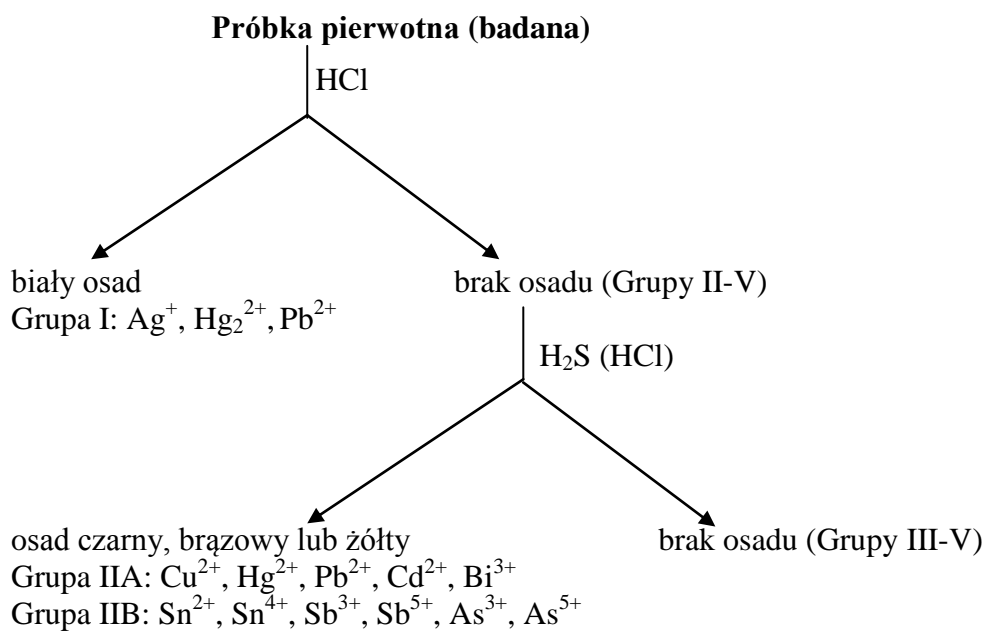 Próbka pierwotna (badana)
HCl
biały osad
brak osadu (Grupy II-V)
Grupa I: Ag⁺, Hg₂²⁺, Pb²⁺
H₂S (HCl)
osad czarny, brązowy lub żółty
brak osadu (Grupy III-V)
Grupa IIA: Cu²⁺, Hg²⁺, Pb²⁺, Cd²⁺, Bi³⁺
Grupa IIB: Sn²⁺, Sn⁴⁺, Sb³⁺, Sb⁵⁺, As³⁺, As⁵⁺